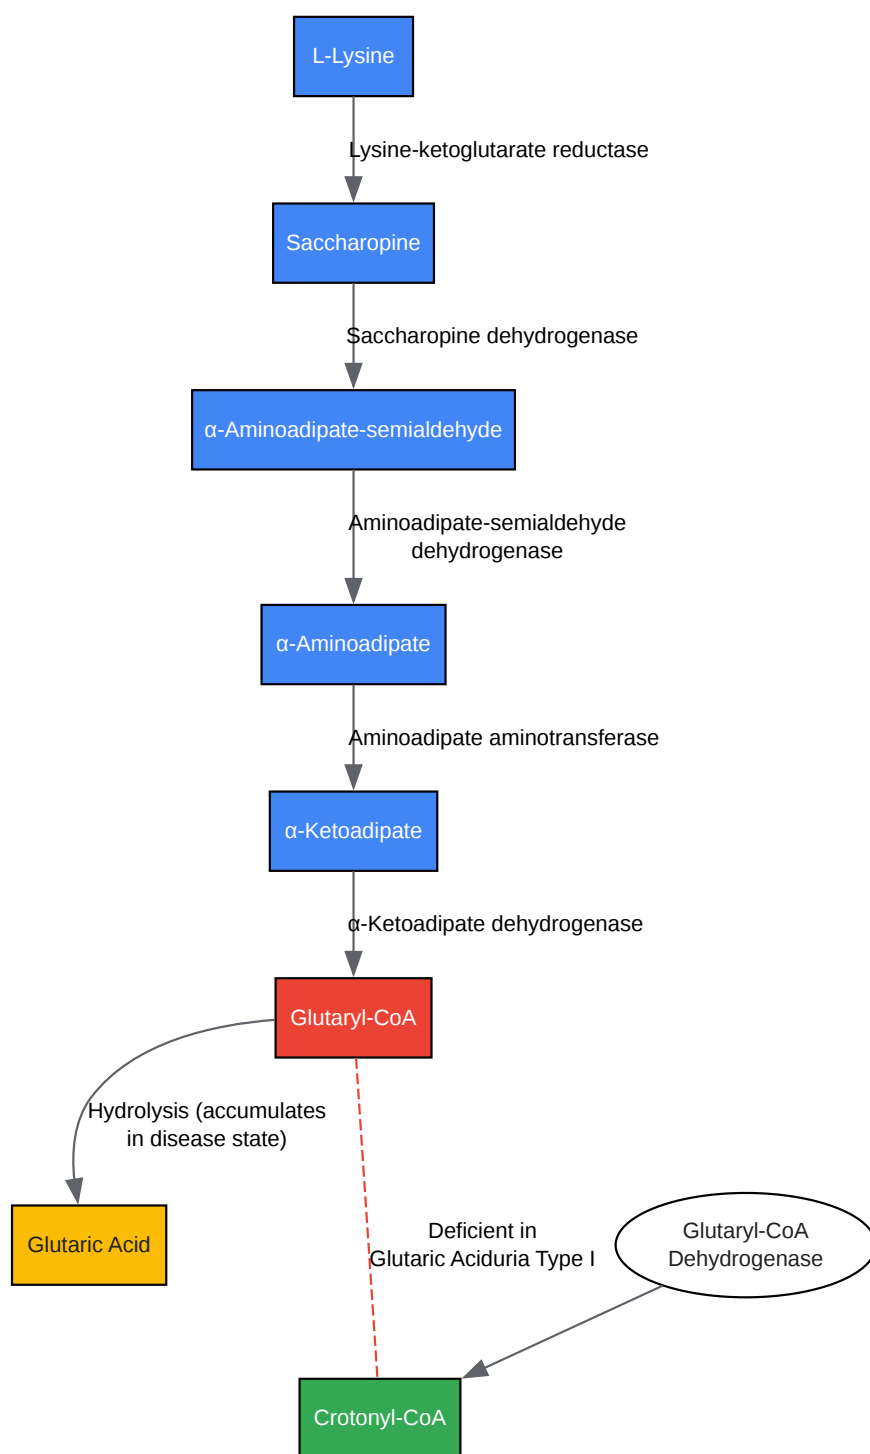 L-Lysine
Lysine-ketoglutarate reductase
Saccharopine
Saccharopine dehydrogenase
α-Aminoadipate-semialdehyde
Aminoadipate-semialdehyde
dehydrogenase
α-Aminoadipate
Aminoadipate aminotransferase
α-Ketoadipate
α-Ketoadipate dehydrogenase
Glutaryl-CoA
Hydrolysis (accumulates
in disease state)
Glutaric Acid
Deficient in
Glutaric Aciduria Type I
Glutaryl-CoA
Dehydrogenase
Crotonyl-CoA